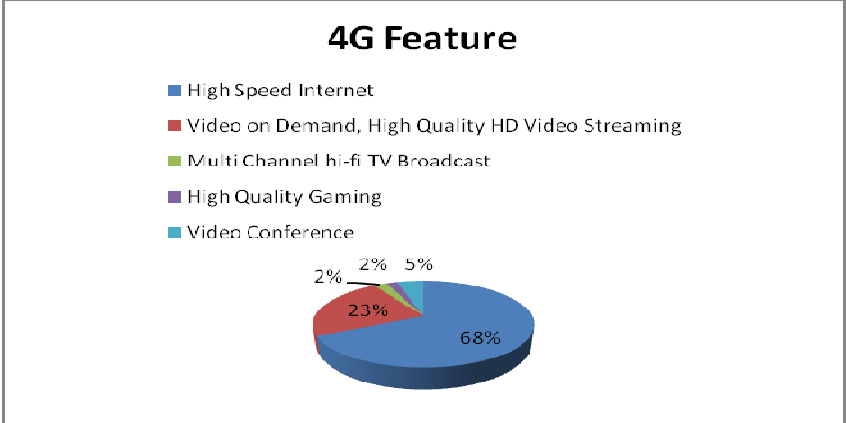 4G Feature
High Speed Internet
Video on Demand, High Quality HD Video Streaming
Multi Channel hi-fi TV Broadcast
High Quality Gaming
Video Conference
2% 5%
2%
23%
68%